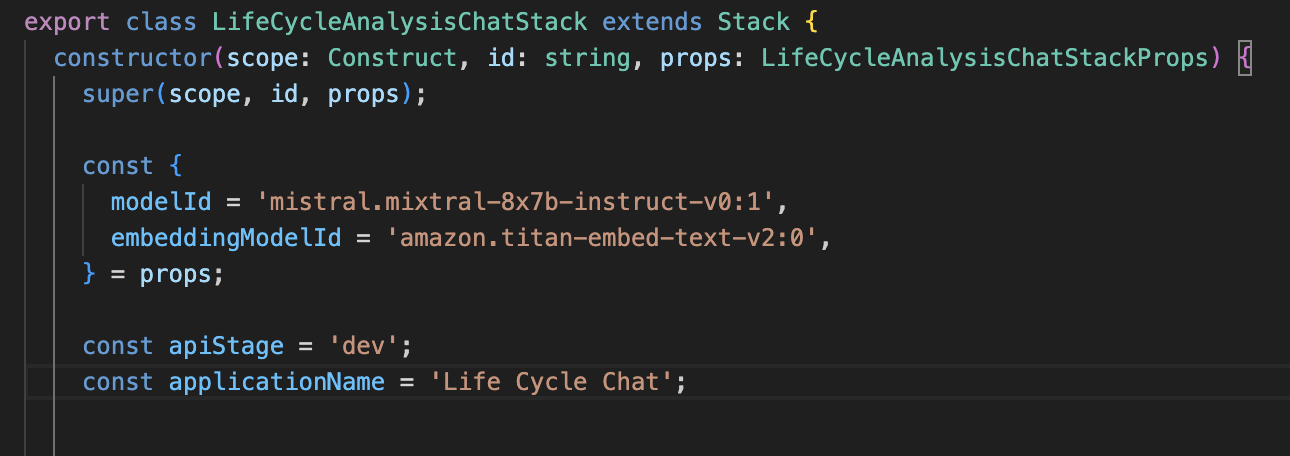 export class LifeCycleAnalysisChatStack extends Stack {
constructor(scope: Construct, id: string, props: LifeCycleAnalysisChatStackProps) {
super(scope, id, props);
const {
modelId = 'mistral.mixtral-8x7b-instruct-v0:1',
embeddingModelId = 'amazon.titan-embed-text-v2:0',
} = props;
const apiStage = 'dev';
const applicationName = 'Life Cycle Chat';